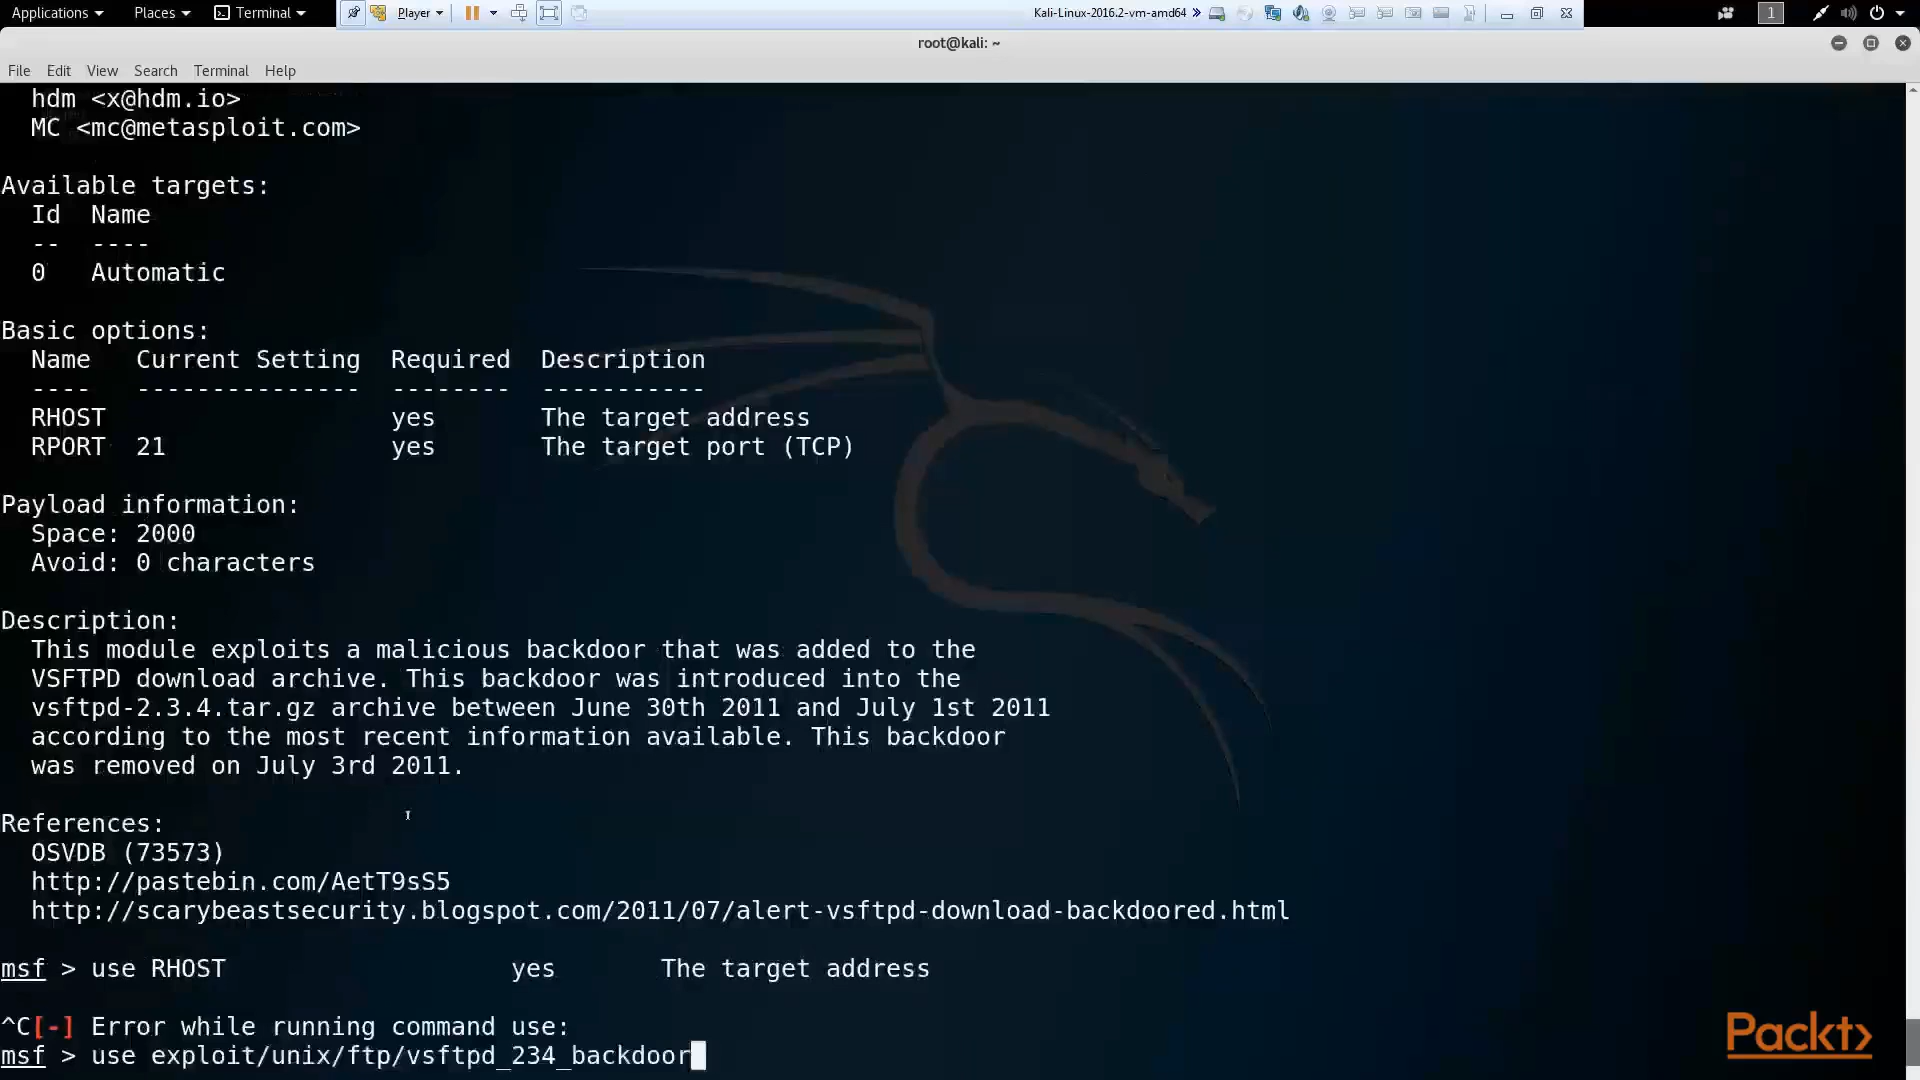 Applications Places Terminal Player Kali-Linux-2016.2-vm-amd64 » 1
root@kali: ~
File Edit View Search Terminal Help
hdm <x@hdm.io>
MC <mc@metasploit.com>
Available targets:
Id Name
-- ----
0 Automatic
Basic options:
Name Current Setting Required Description
---- --------------- -------- -----------
RHOST yes The target address
RPORT 21 yes The target port (TCP)
Payload information:
Space: 2000
Avoid: 0 characters
Description:
This module exploits a malicious backdoor that was added to the
VSFTPD download archive. This backdoor was introduced into the
vsftpd-2.3.4.tar.gz archive between June 30th 2011 and July 1st 2011
according to the most recent information available. This backdoor
was removed on July 3rd 2011.
References:
OSVDB (73573)
http://pastebin.com/AetT9sS5
http://scarybeastsecurity.blogspot.com/2011/07/alert-vsftpd-download-backdoored.html
msf > use RHOST yes The target address
^C[-] Error while running command use:
msf > use exploit/unix/ftp/vsftpd_234_backdoor
Packt>